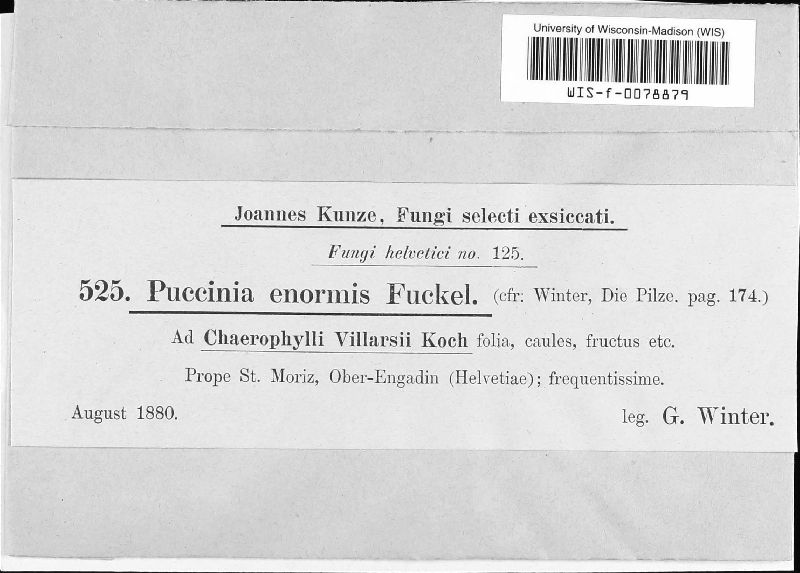 University of Wisconsin-Madison (WIS)
WIS-f-0078879
Joannes Kunze, Fungi selecti exsiccati.
Fungi helvetici no. 125.
525. Puccinia enormis Fuckel. (cfr: Winter, Die Pilze. pag. 174.)
Ad Chaerophylli Villarsii Koch folia, caules, fructus etc.
Prope St. Moriz, Ober-Engadin (Helvetiae); frequentissime.
August 1880. leg. G. Winter.